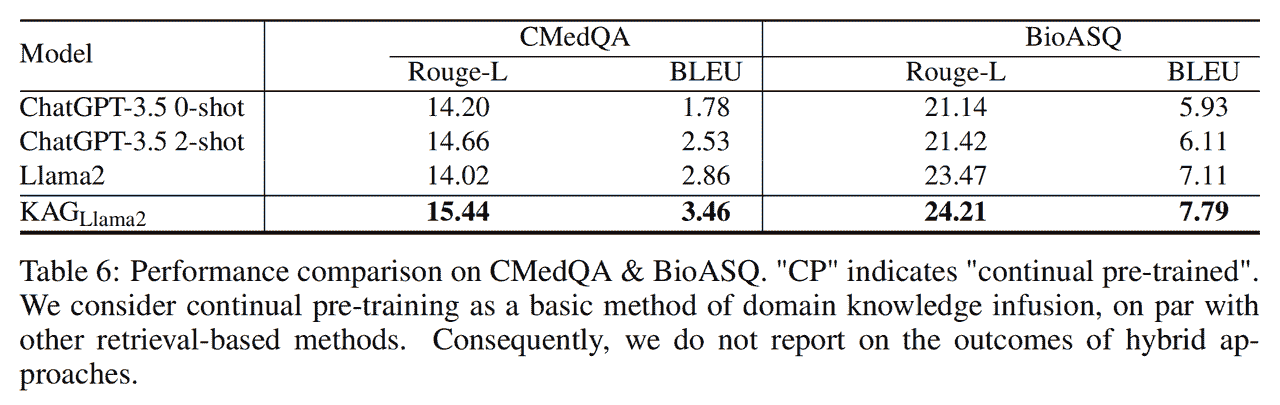 Model CMedQA BioASQ
Rouge-L BLEU Rouge-L BLEU
ChatGPT-3.5 0-shot 14.20 1.78 21.14 5.93
ChatGPT-3.5 2-shot 14.66 2.53 21.42 6.11
Llama2 14.02 2.86 23.47 7.11
KAGLlama2 15.44 3.46 24.21 7.79
Table 6: Performance comparison on CMedQA & BioASQ. "CP" indicates "continual pre-trained".
We consider continual pre-training as a basic method of domain knowledge infusion, on par with
other retrieval-based methods. Consequently, we do not report on the outcomes of hybrid ap-
proaches.